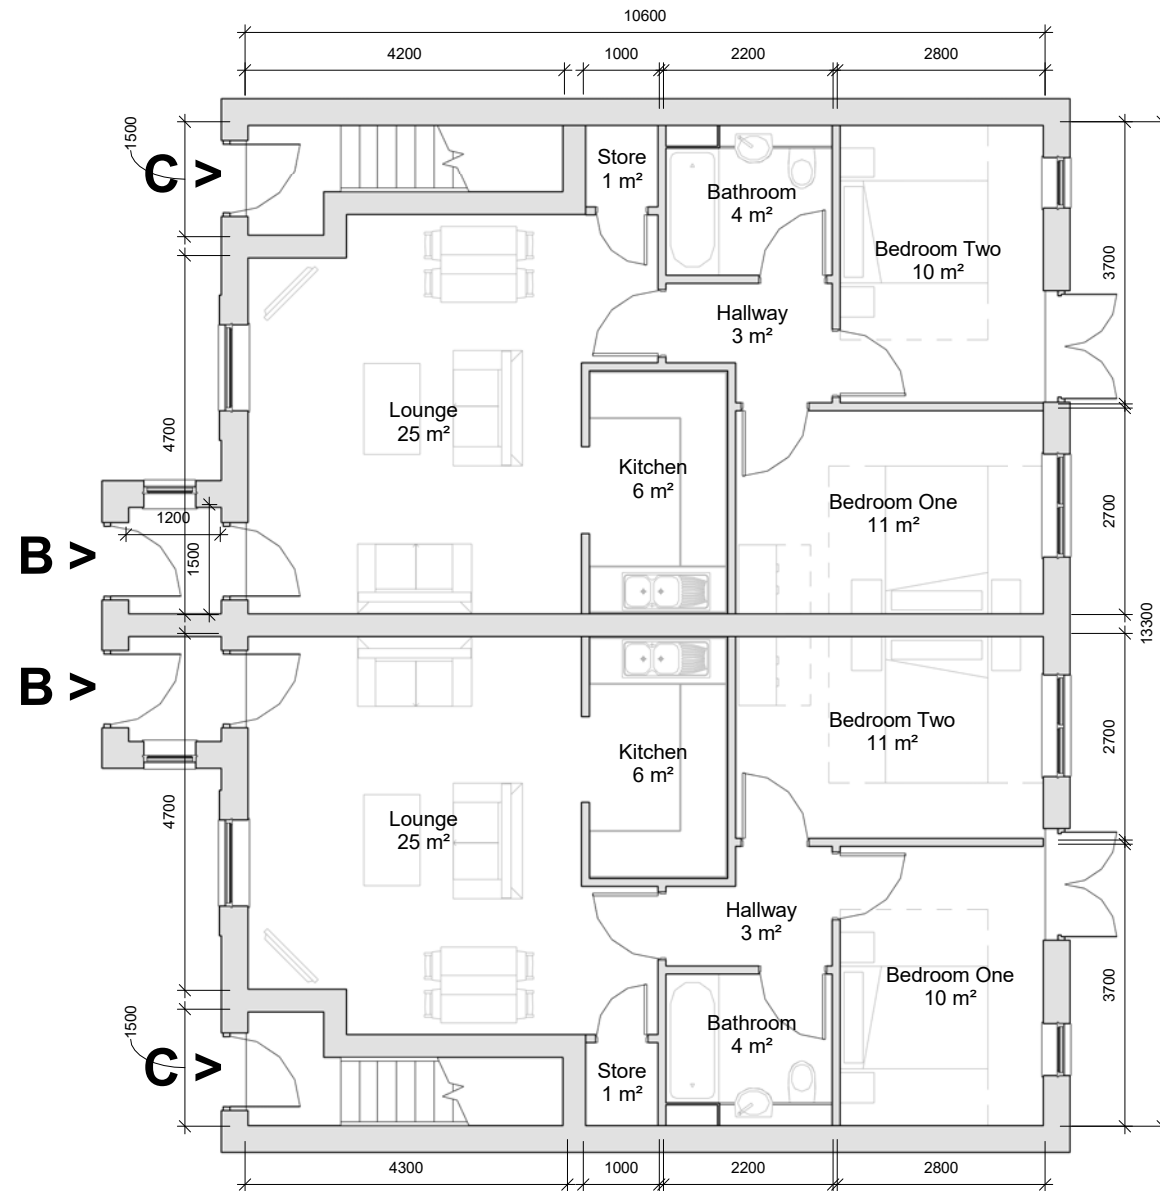 10600
4200
1000
2200
2800
1500
C >
Store
1 m²
Bathroom
4 m²
Bedroom Two
10 m²
3700
Hallway
3 m²
Lounge
25 m²
4700
Kitchen
6 m²
Bedroom One
11 m²
2700
1200
1500
B >
13300
B >
Bedroom Two
11 m²
2700
Kitchen
6 m²
4700
Lounge
25 m²
Hallway
3 m²
Bedroom One
10 m²
3700
1500
C >
Bathroom
4 m²
Store
1 m²
4300
1000
2200
2800